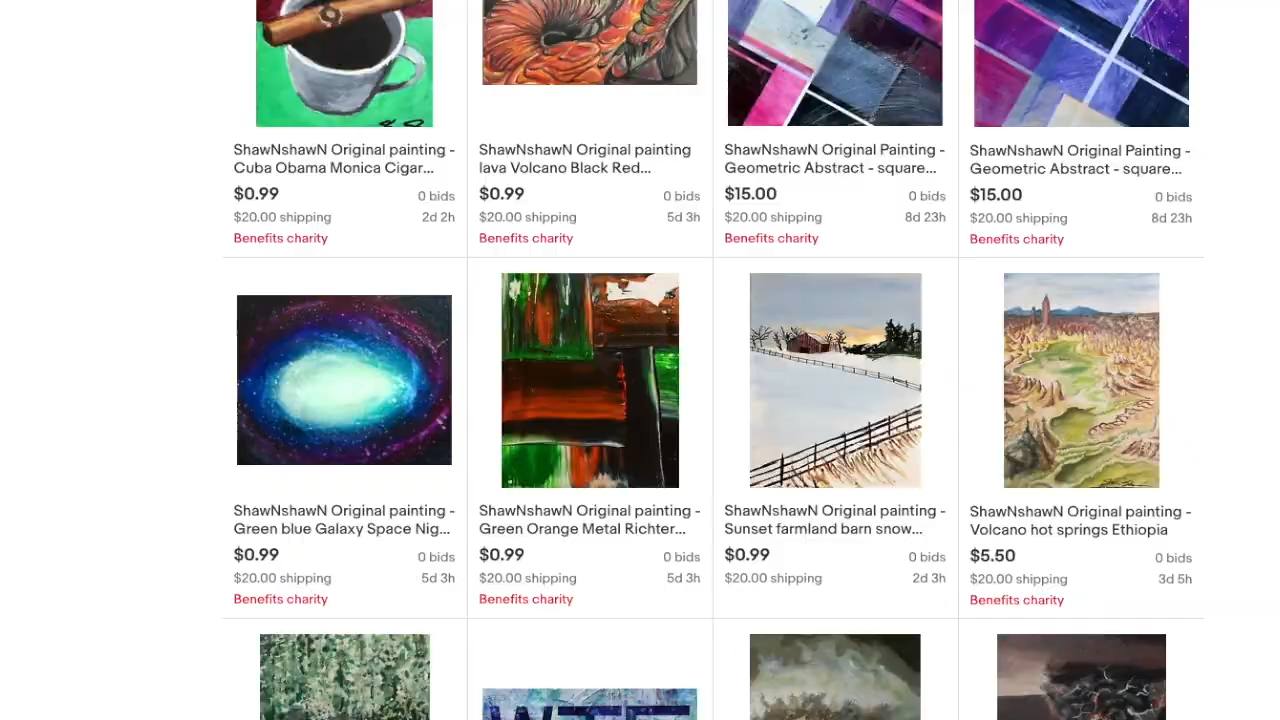 ShawNshawN Original painting -
Cuba Obama Monica Cigar...
$0.99
0 bids
$20.00 shipping
2d 2h
Benefits charity
ShawNshawN Original painting
lava Volcano Black Red...
$0.99
0 bids
$20.00 shipping
5d 3h
Benefits charity
ShawNshawN Original Painting -
Geometric Abstract - square...
$15.00
0 bids
$20.00 shipping
8d 23h
Benefits charity
ShawNshawN Original Painting -
Geometric Abstract - square...
$15.00
0 bids
$20.00 shipping
8d 23h
Benefits charity
ShawNshawN Original painting -
Green blue Galaxy Space Nig...
$0.99
0 bids
$20.00 shipping
5d 3h
Benefits charity
ShawNshawN Original painting -
Green Orange Metal Richter...
$0.99
0 bids
$20.00 shipping
5d 3h
Benefits charity
ShawNshawN Original painting -
Sunset farmland barn snow...
$0.99
0 bids
$20.00 shipping
2d 3h
ShawNshawN Original painting -
Volcano hot springs Ethiopia
$5.50
0 bids
$20.00 shipping
3d 5h
Benefits charity